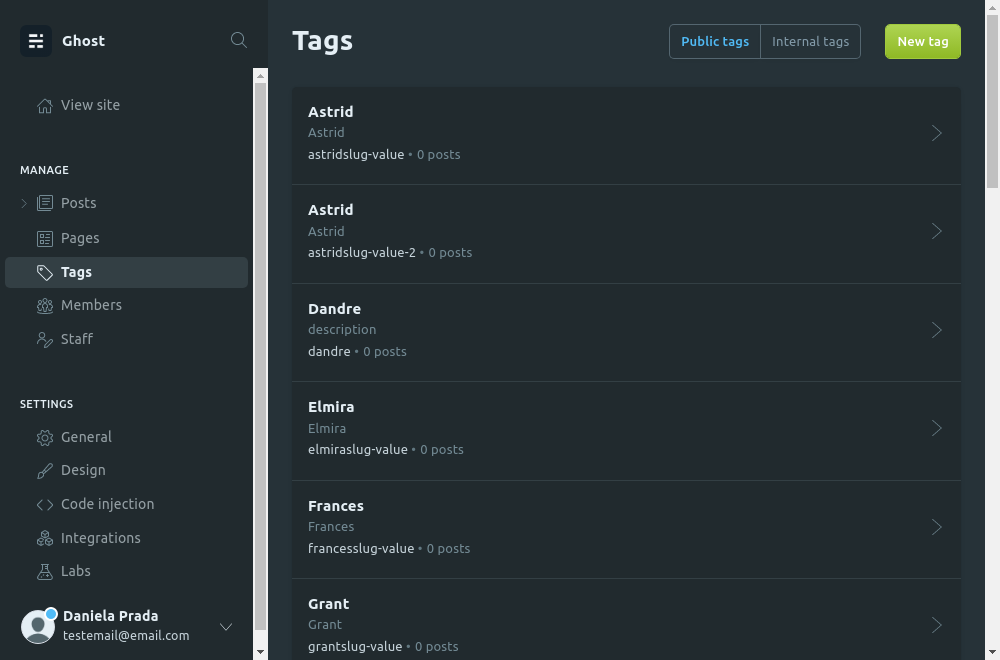 Ghost
View site
MANAGE
Posts
Pages
Tags
Members
Staff
SETTINGS
General
Design
Code injection
Integrations
Labs
Daniela Prada
testemail@email.com
Tags
Public tags
Internal tags
New tag
Astrid
Astrid
astridslug-value • 0 posts
Astrid
Astrid
astridslug-value-2 • 0 posts
Dandre
description
dandre • 0 posts
Elmira
Elmira
elmiraslug-value • 0 posts
Frances
Frances
francesslug-value • 0 posts
Grant
Grant
grantslug-value • 0 posts